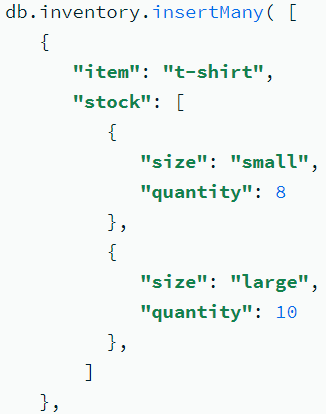 db.inventory.insertMany( [
{
"item": "t-shirt",
"stock": [
{
"size": "small",
"quantity": 8
},
{
"size": "large",
"quantity": 10
},
]
},